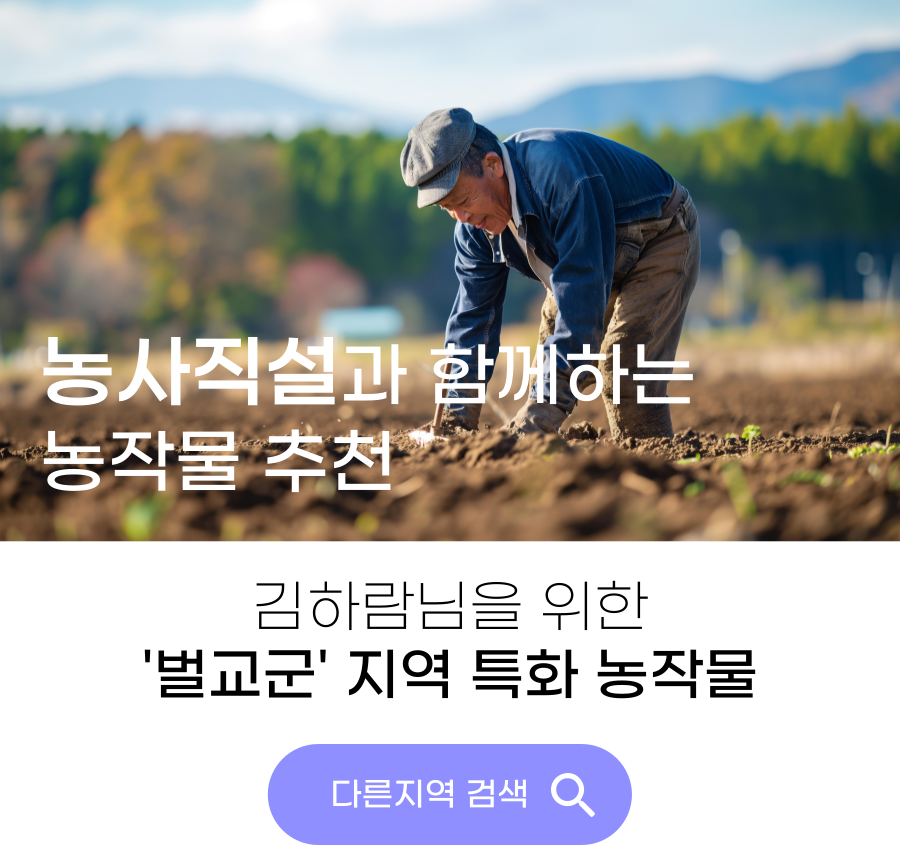 농사직설과 함께하는
농작물 추천
김하람님을 위한
'벌교군' 지역 특화 농작물
다른지역 검색